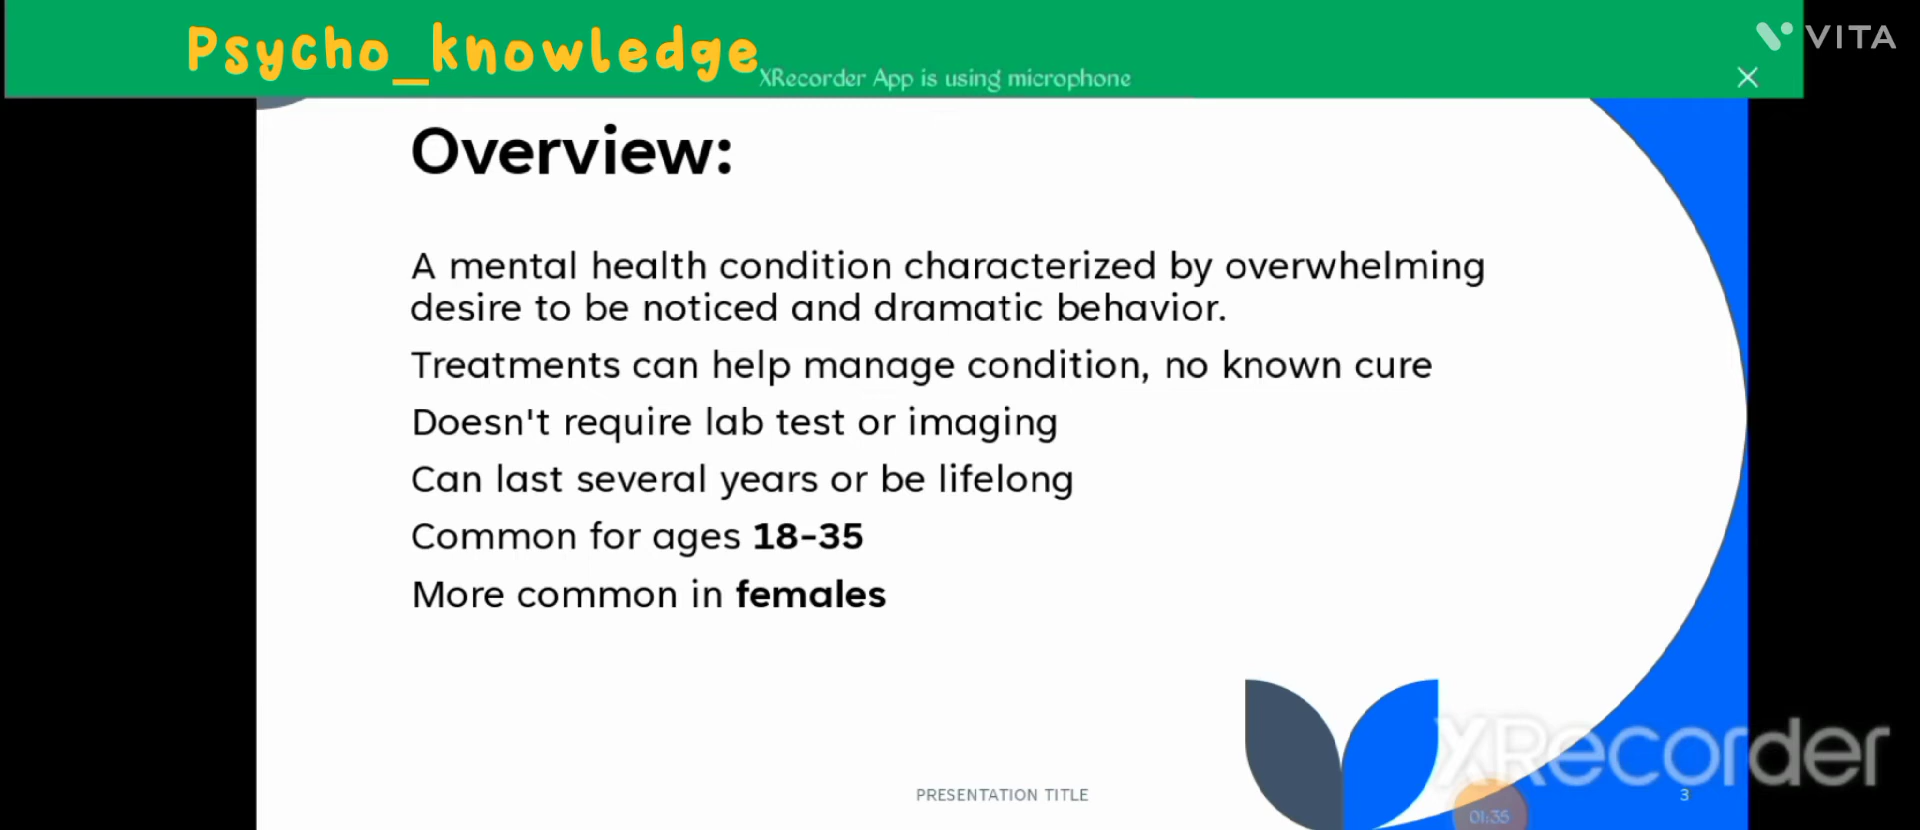 Psycho_knowledge
VITA
XRecorder App is using microphone
Overview:
A mental health condition characterized by overwhelming
desire to be noticed and dramatic behavior.
Treatments can help manage condition, no known cure
Doesn't require lab test or imaging
Can last several years or be lifelong
Common for ages 18-35
More common in females
XRecorder
PRESENTATION TITLE
3
01:35